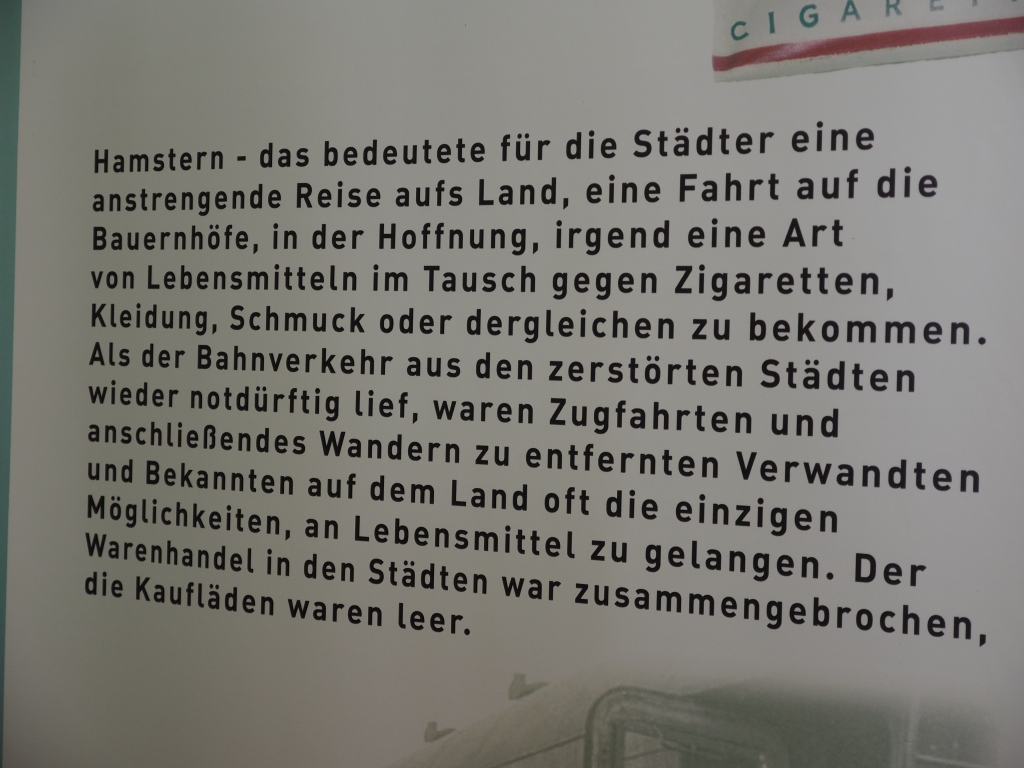 CIGARE
Hamstern - das bedeutete für die Städter eine
anstrengende Reise aufs Land, eine Fahrt auf die
Bauernhöfe, in der Hoffnung, irgend eine Art
von Lebensmitteln im Tausch gegen Zigaretten,
Kleidung, Schmuck oder dergleichen zu bekommen.
Als der Bahnverkehr aus den zerstörten Städten
wieder notdürftig lief, waren Zugfahrten und
anschließendes Wandern zu entfernten Verwandten
und Bekannten auf dem Land oft die einzigen
Möglichkeiten, an Lebensmittel zu gelangen. Der
Warenhandel in den Städten war zusammengebrochen,
die Kaufläden waren leer.